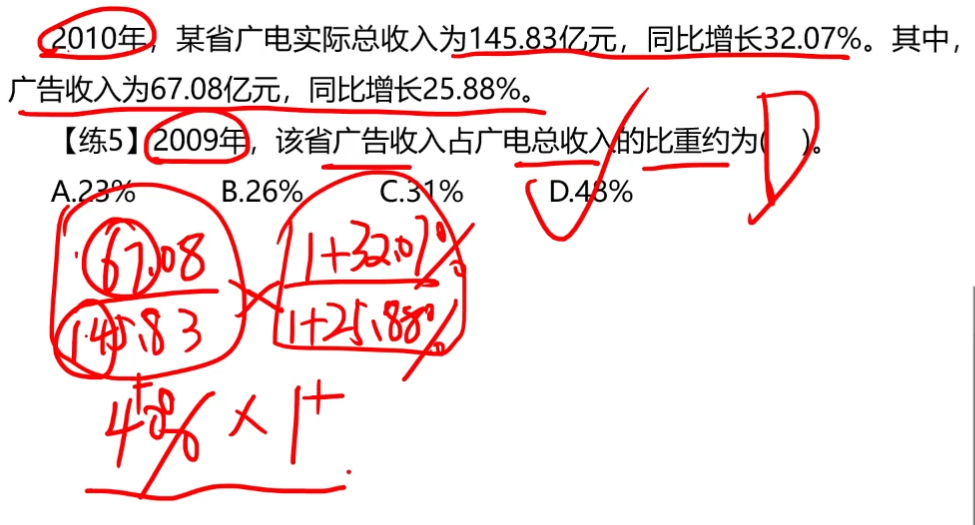 2010年，某省广电实际总收入为145.83亿元，同比增长32.07%。其中，
广告收入为67.08亿元，同比增长25.88%。
【练5】2009年，该省广告收入占广电总收入的比重约为( )。
D
A.23% B.26% C.31% D.48%
67.08
145.83
×
1+32.07%
1+25.88%
4+% × 1+